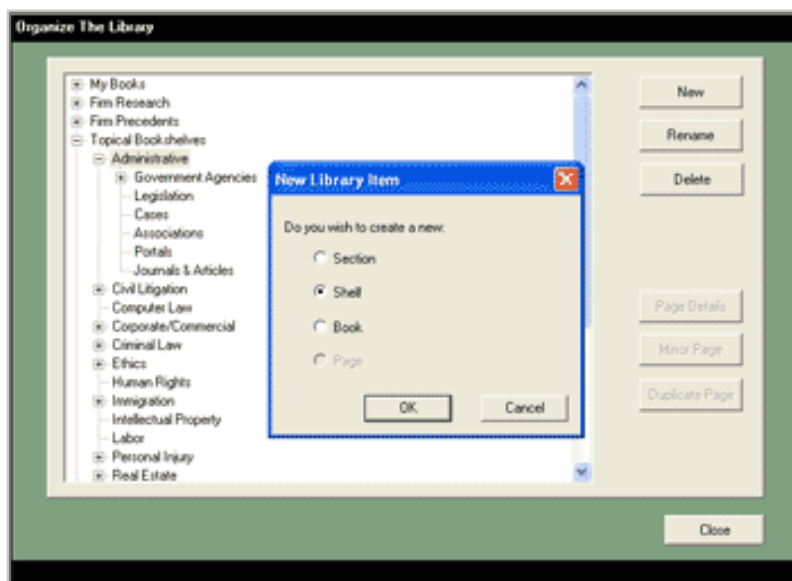 Organize The Library
My Books
Firm Research
Firm Precedents
Topical Bookshelves
Administrative
Government Agencies
Legislation
Cases
Associations
Portals
Journals & Articles
Civil Litigation
Computer Law
Corporate/Commercial
Criminal Law
Ethics
Human Rights
Immigration
Intellectual Property
Labor
Personal Injury
Real Estate
New Library Item
Do you wish to create a new:
Section
Shelf
Book
Page
OK
Cancel
New
Rename
Delete
Page Details
Mirror Page
Duplicate Page
Close